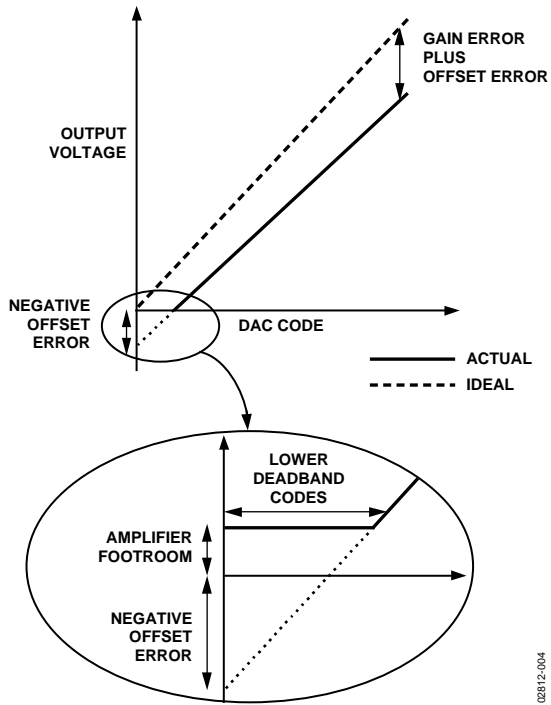 GAIN ERROR
PLUS
OFFSET ERROR
OUTPUT
VOLTAGE
NEGATIVE
OFFSET
ERROR
DAC CODE
ACTUAL
IDEAL
LOWER
DEADBAND
CODES
AMPLIFIER
FOOTROOM
NEGATIVE
OFFSET
ERROR
02812-004